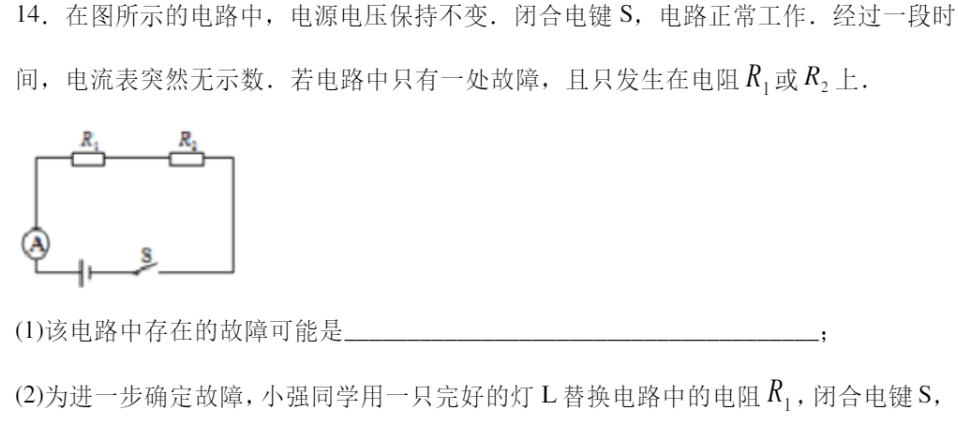 14．在图所示的电路中，电源电压保持不变．闭合电键 S，电路正常工作．经过一段时
间，电流表突然无示数．若电路中只有一处故障，且只发生在电阻 R₁ 或 R₂ 上．
R₁ R₂
A
S
(1)该电路中存在的故障可能是______________________________________；
(2)为进一步确定故障，小强同学用一只完好的灯 L 替换电路中的电阻 R₁，闭合电键 S，